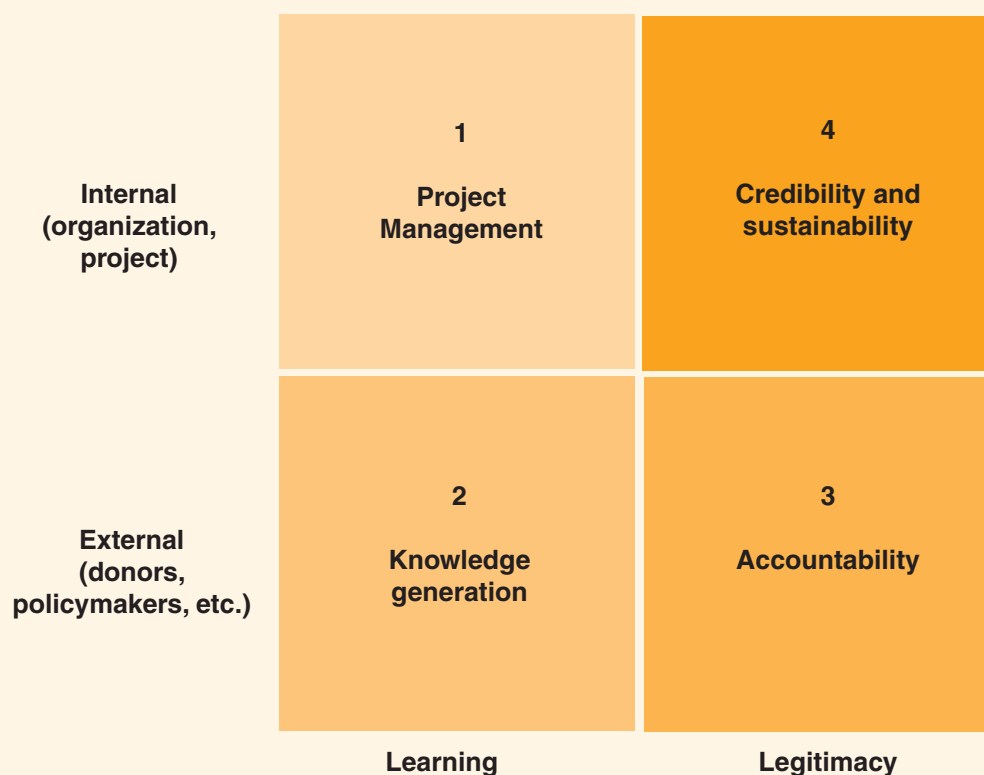 Internal
(organization,
project)
1
Project
Management
4
Credibility and
sustainability
External
(donors,
policymakers, etc.)
2
Knowledge
generation
3
Accountability
Learning
Legitimacy